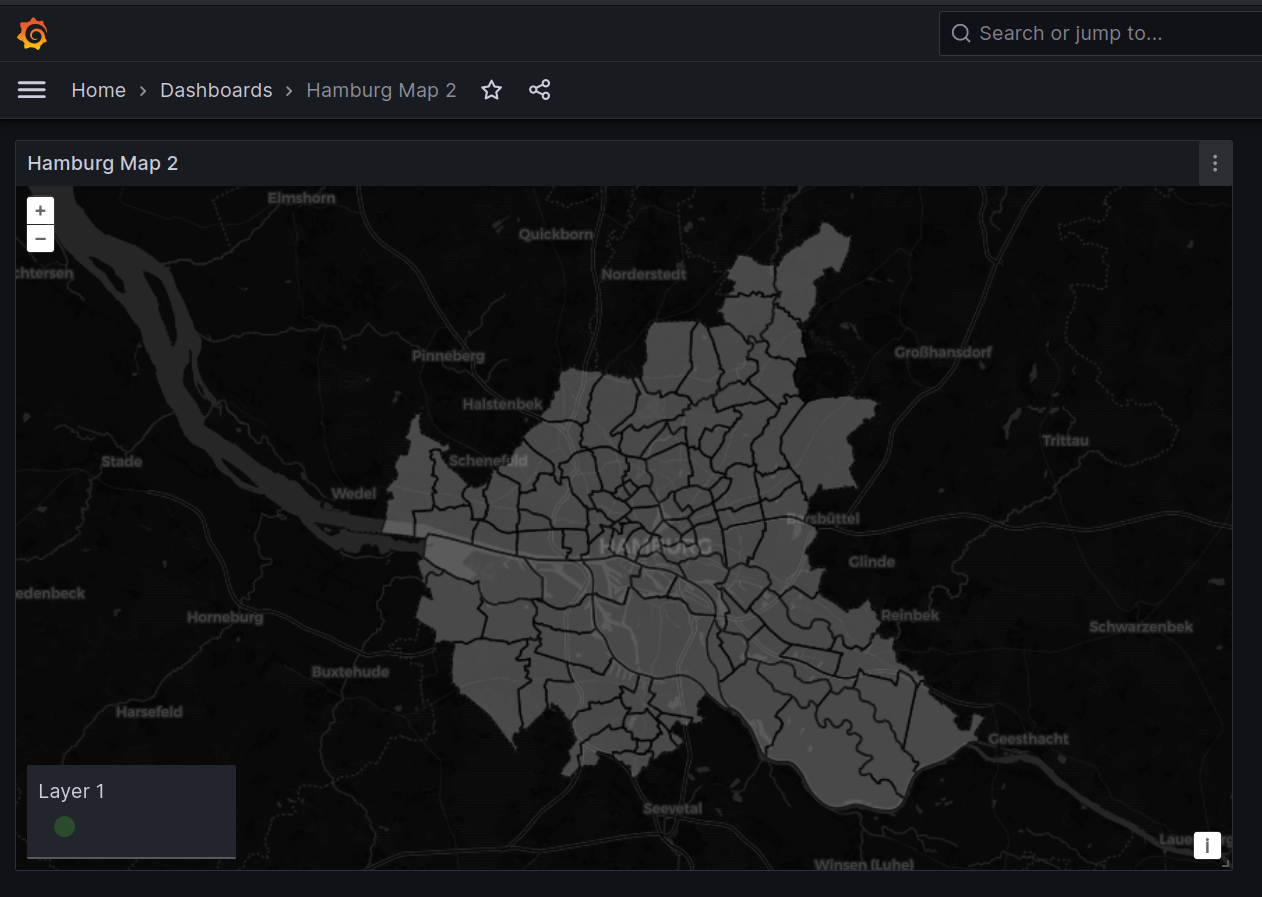 Search or jump to...
Home › Dashboards › Hamburg Map 2
Hamburg Map 2
+
−
Elmshorn
Quickborn
chtersen
Norderstedt
Pinneberg
Großhansdorf
Halstenbek
Trittau
Stade
Schenefeld
Wedel
Barsbüttel
HAMBURG
Glinde
edenbeck
Horneburg
Reinbek
Schwarzenbek
Buxtehude
Harsefeld
Geesthacht
Layer 1
Seevetal
i
Winsen (Luhe)